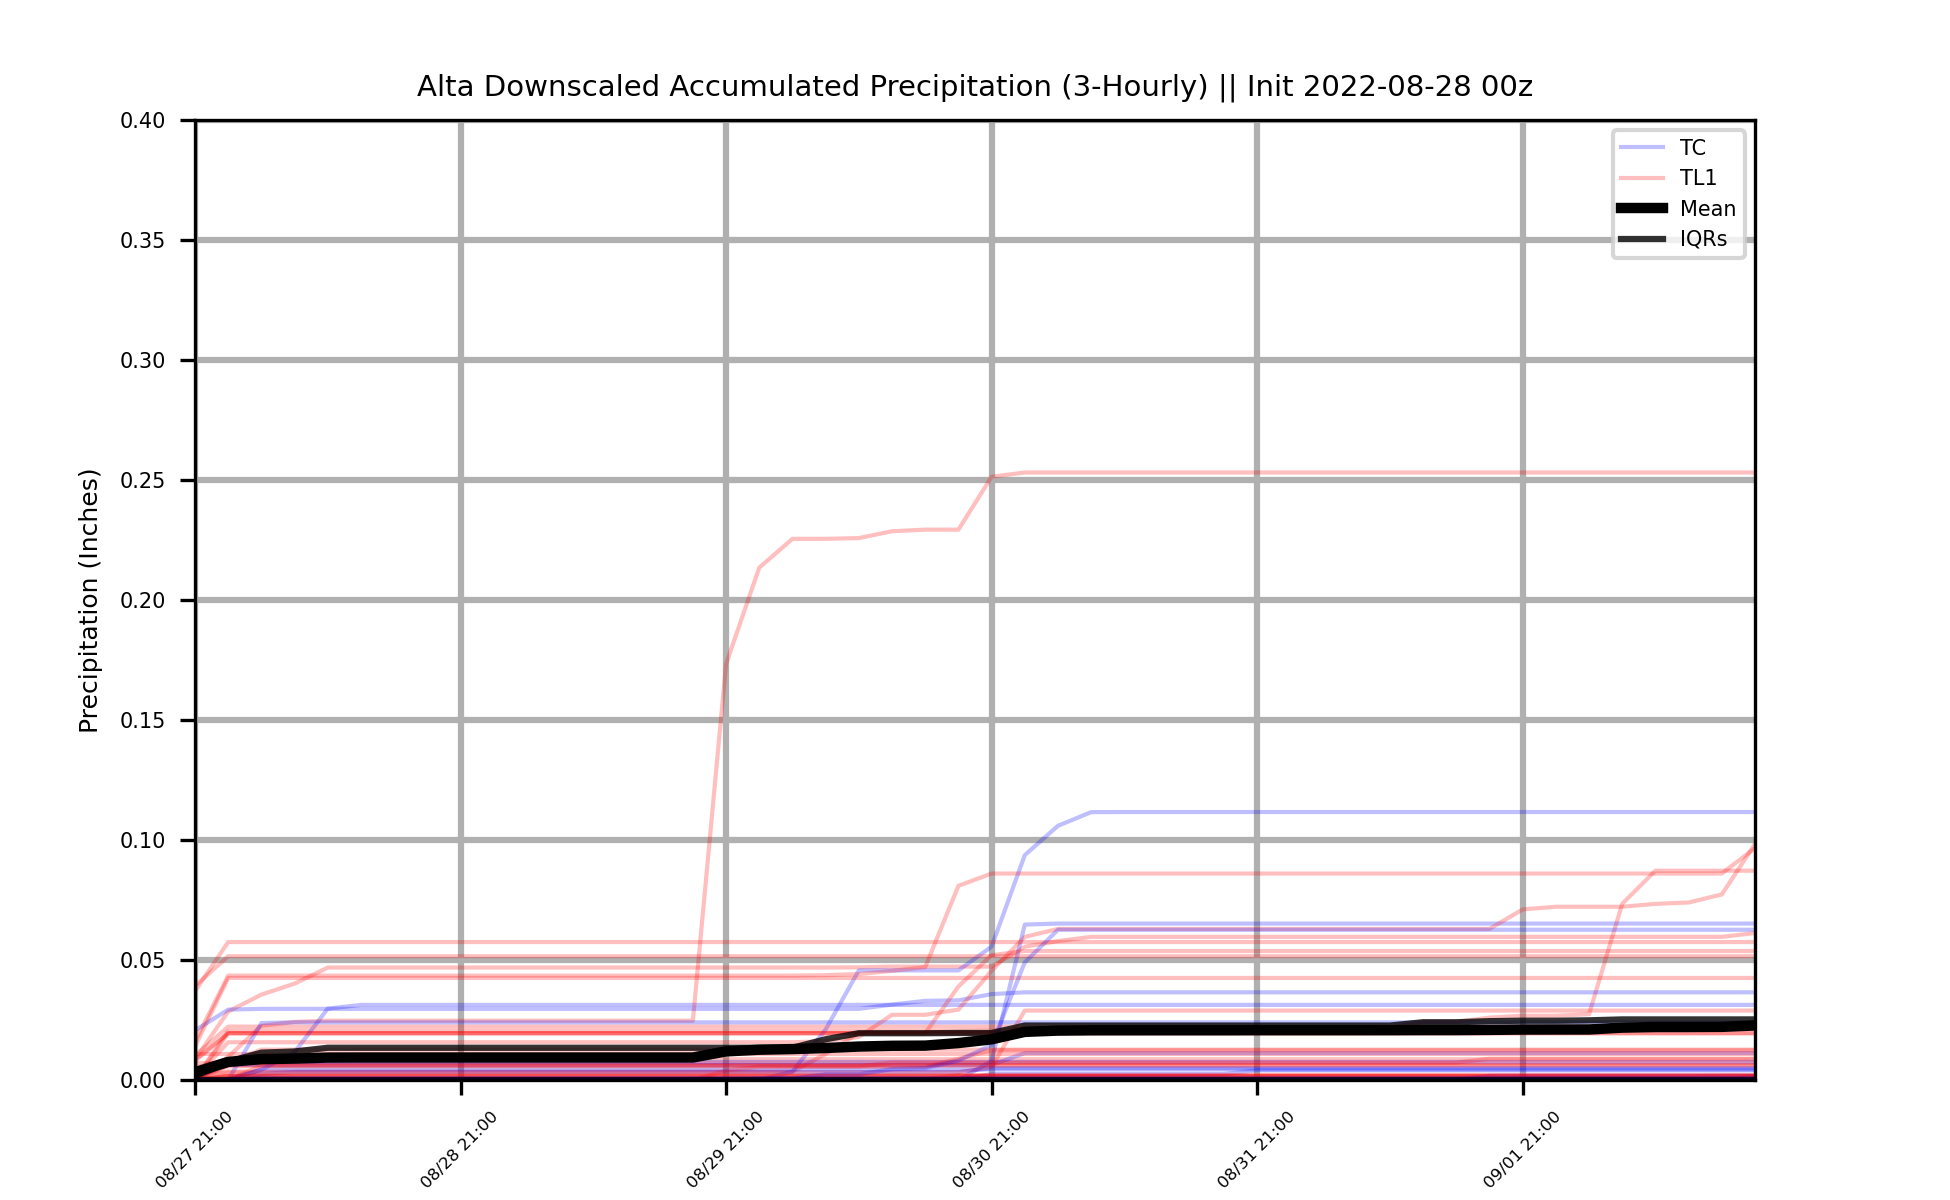 Alta Downscaled Accumulated Precipitation (3-Hourly) || Init 2022-08-28 00z
TC
TL1
Mean
IQRs
Precipitation (Inches)
0.40
0.35
0.30
0.25
0.20
0.15
0.10
0.05
0.00
08/27 21:00
08/28 21:00
08/29 21:00
08/30 21:00
08/31 21:00
09/01 21:00